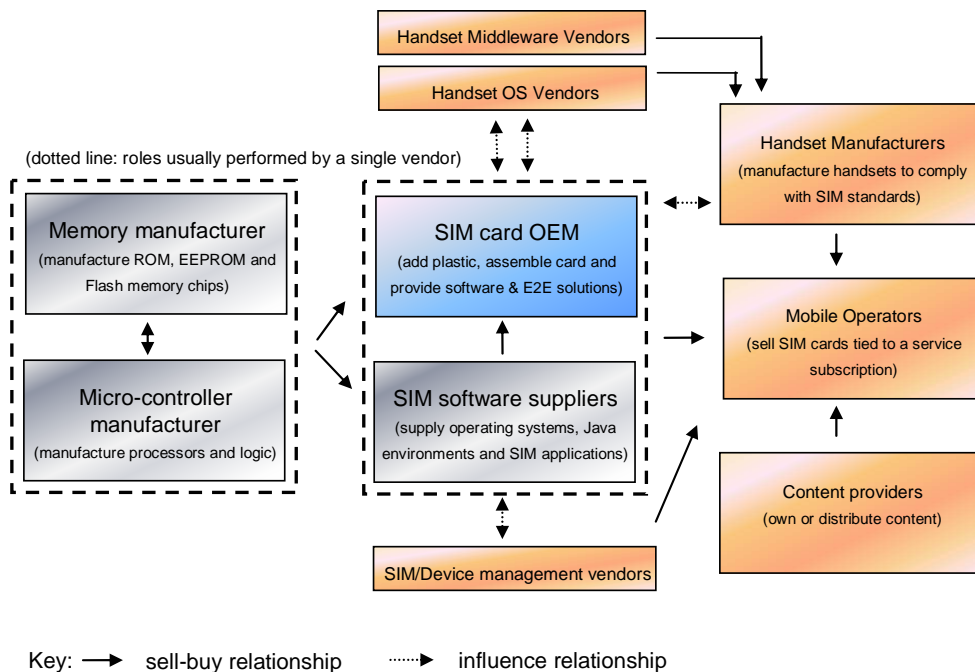 Handset Middleware Vendors
Handset OS Vendors
(dotted line: roles usually performed by a single vendor)
Handset Manufacturers
(manufacture handsets to comply
with SIM standards)
Memory manufacturer
(manufacture ROM, EEPROM and
Flash memory chips)
SIM card OEM
(add plastic, assemble card and
provide software & E2E solutions)
Mobile Operators
(sell SIM cards tied to a service
subscription)
Micro-controller
manufacturer
(manufacture processors and logic)
SIM software suppliers
(supply operating systems, Java
environments and SIM applications)
Content providers
(own or distribute content)
SIM/Device management vendors
Key: sell-buy relationship influence relationship